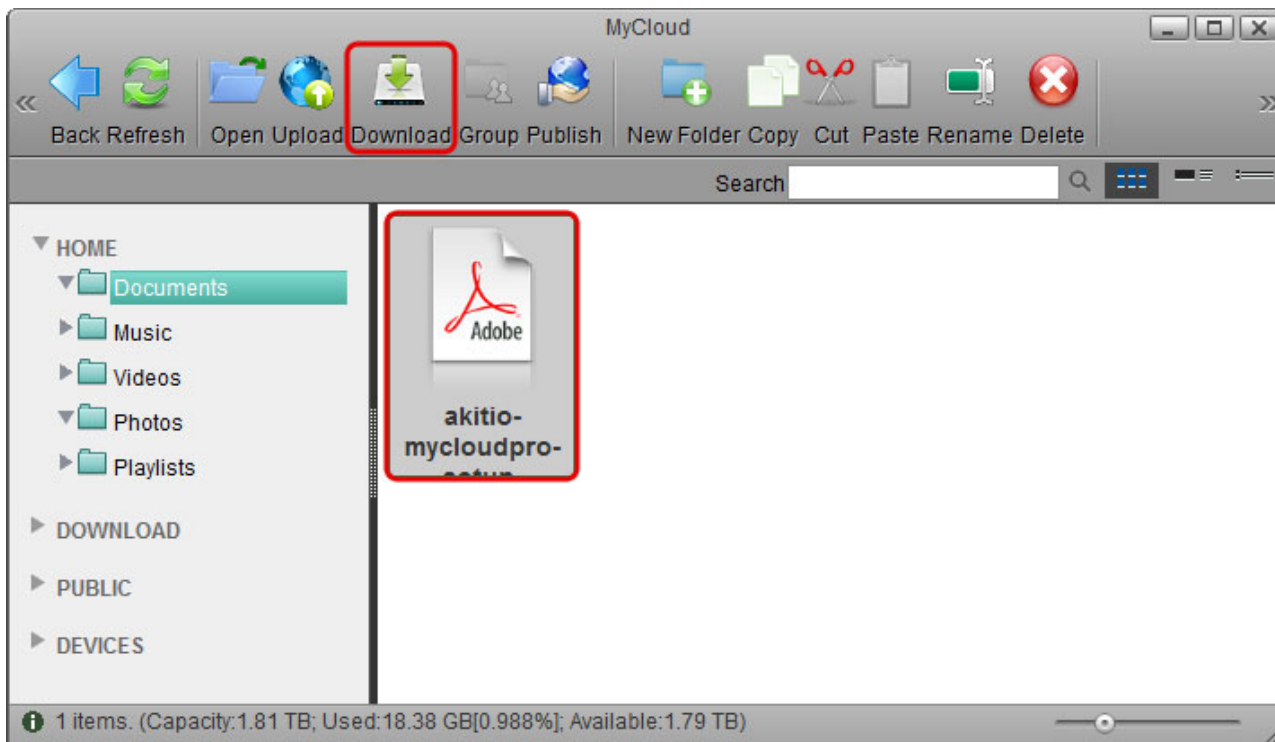 MyCloud
Back Refresh Open Upload Download Group Publish New Folder Copy Cut Paste Rename Delete
Search
HOME
Documents
Music
Videos
Photos
Playlists
DOWNLOAD
PUBLIC
DEVICES
Adobe
akitio-
mycloudpro-
1 items. (Capacity:1.81 TB; Used:18.38 GB[0.988%]; Available:1.79 TB)